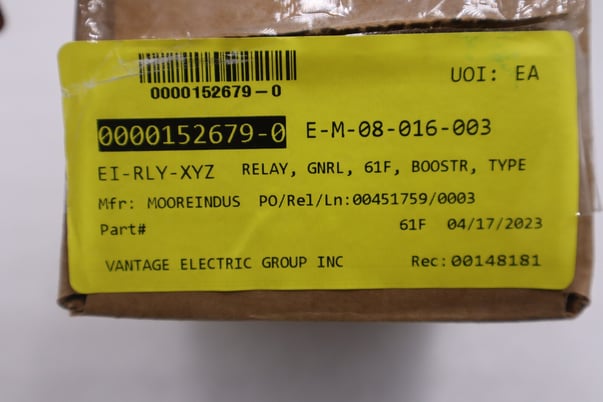 UOI: EA
0000152679-0
0000152679-0 E-M-08-016-003
EI-RLY-XYZ RELAY, GNRL, 61F, BOOSTR, TYPE
Mfr: MOOREINDUS PO/Rel/Ln:00451759/0003
Part# 61F 04/17/2023
VANTAGE ELECTRIC GROUP INC Rec:00148181